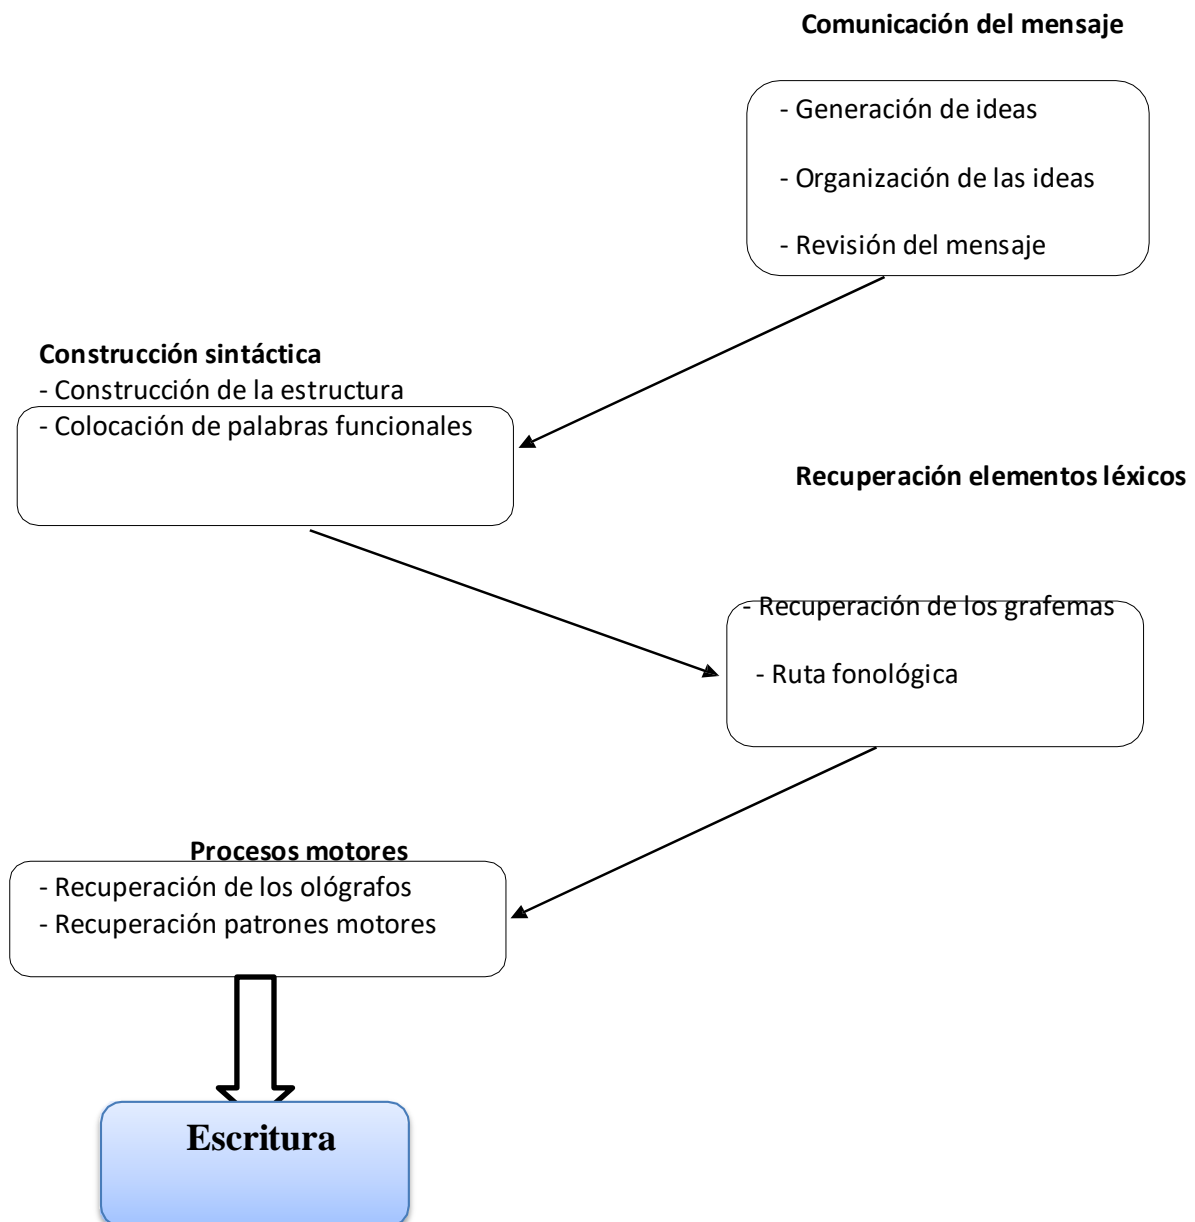 Comunicación del mensaje
- Generación de ideas
- Organización de las ideas
- Revisión del mensaje
Construcción sintáctica
- Construcción de la estructura
- Colocación de palabras funcionales
Recuperación elementos léxicos
- Recuperación de los grafemas
- Ruta fonológica
Procesos motores
- Recuperación de los ológrafos
- Recuperación patrones motores
Escritura